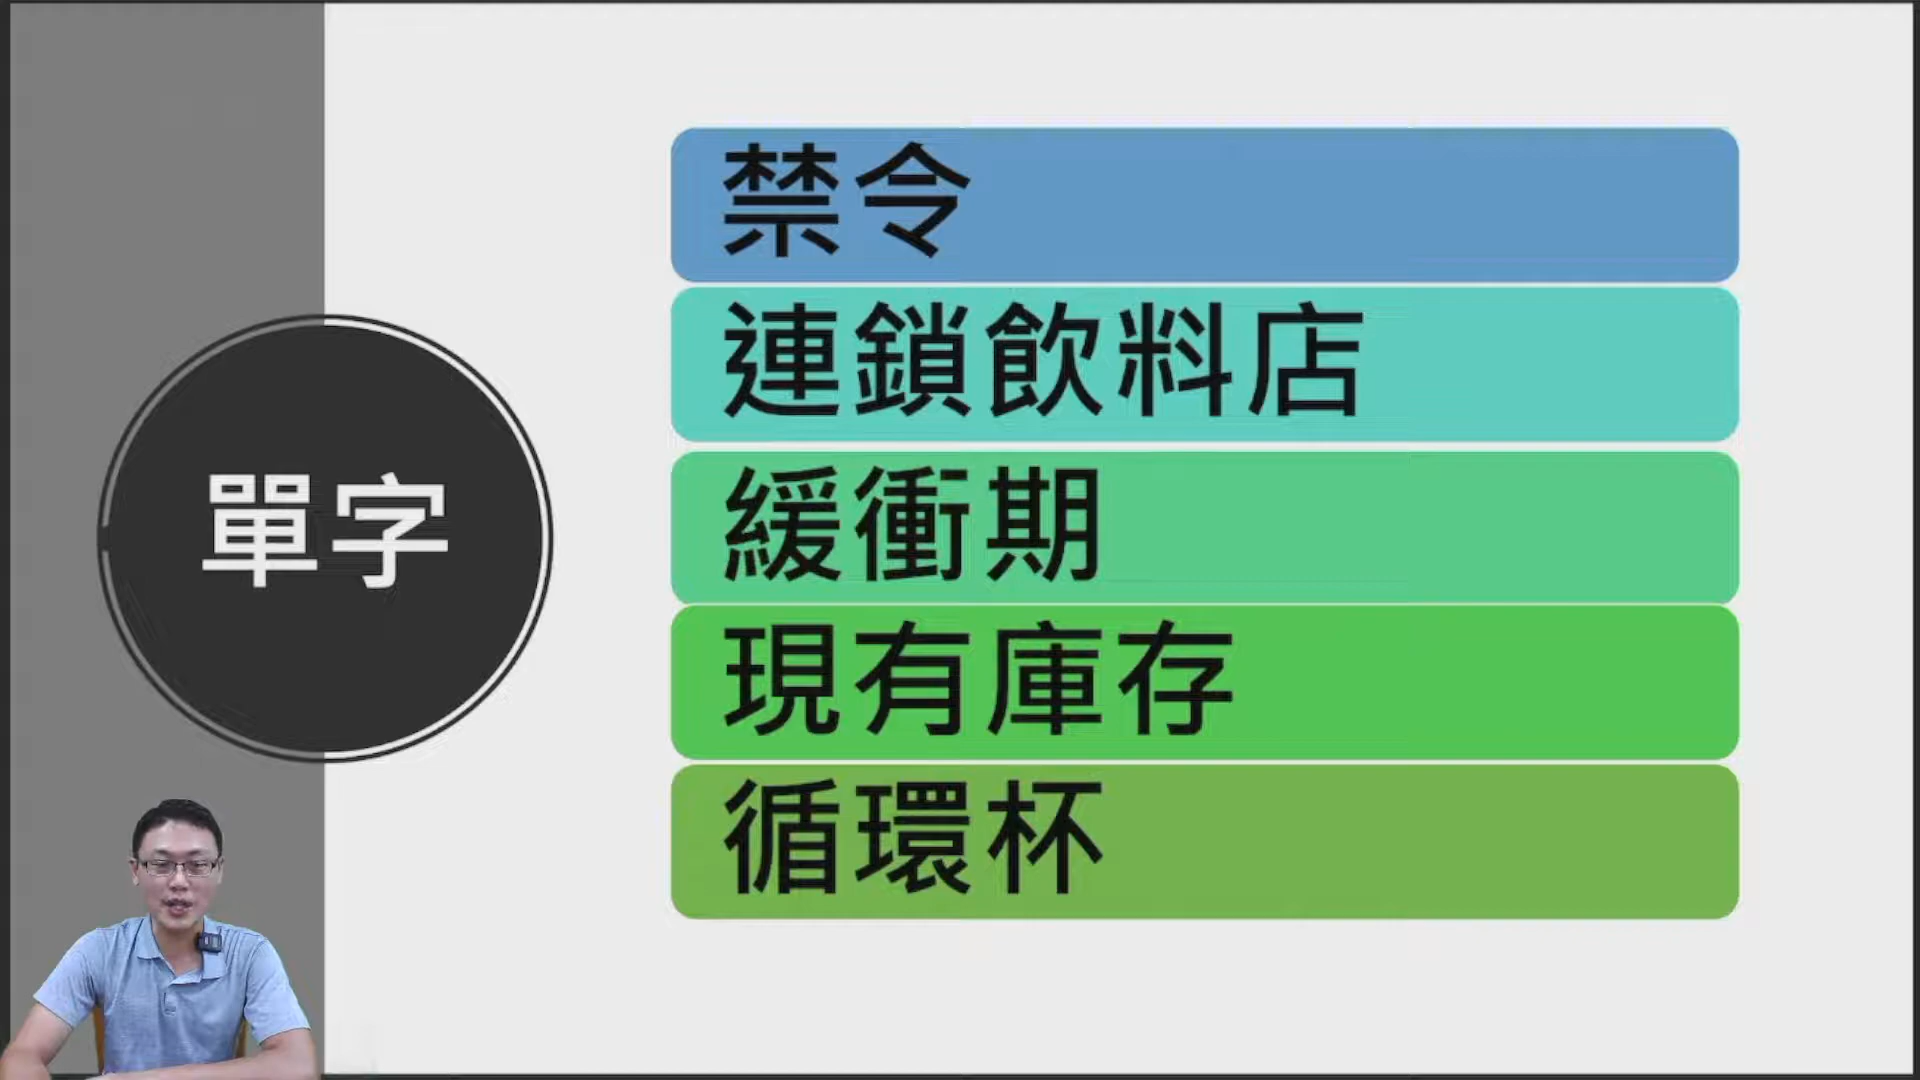 單字
禁令
連鎖飲料店
緩衝期
現有庫存
循環杯